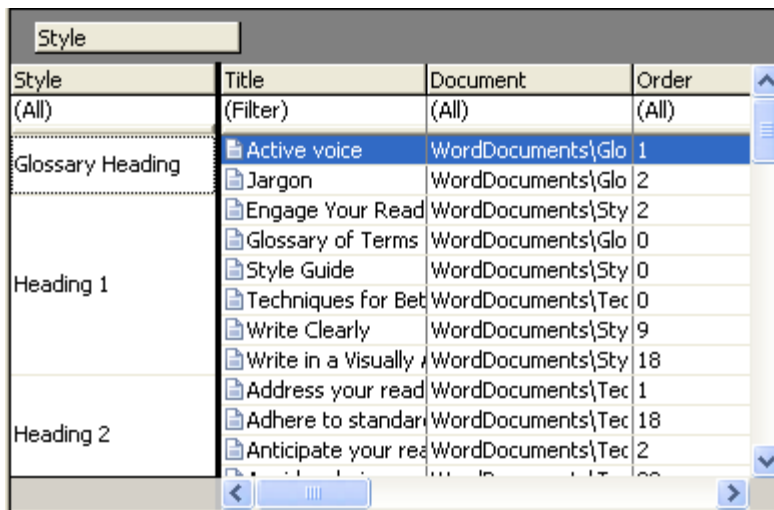 Style
Style Title Document Order
(All) (Filter) (All) (All)
Glossary Heading
Active voice WordDocuments\Glo 1
Jargon WordDocuments\Glo 2
Heading 1
Engage Your Read WordDocuments\Sty 2
Glossary of Terms WordDocuments\Glo 0
Style Guide WordDocuments\Sty 0
Techniques for Bet WordDocuments\Tec 0
Write Clearly WordDocuments\Sty 9
Write in a Visually WordDocuments\Sty 18
Heading 2
Address your read WordDocuments\Tec 1
Adhere to standar WordDocuments\Tec 18
Anticipate your rea WordDocuments\Tec 2